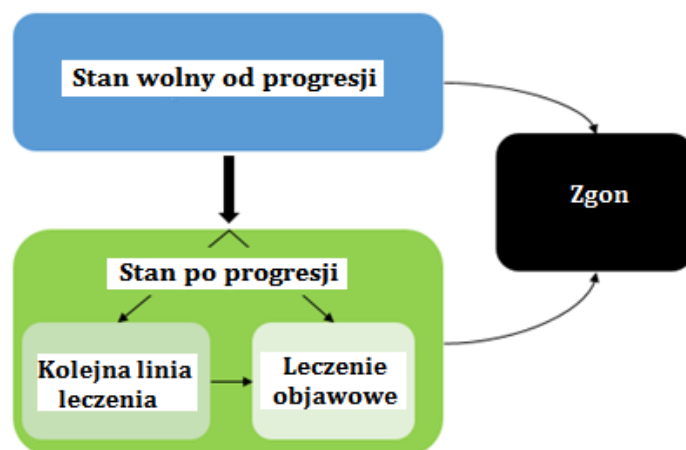 Stan wolny od progresji
Zgon
Stan po progresji
Kolejna linia
leczenia
Leczenie
objawowe